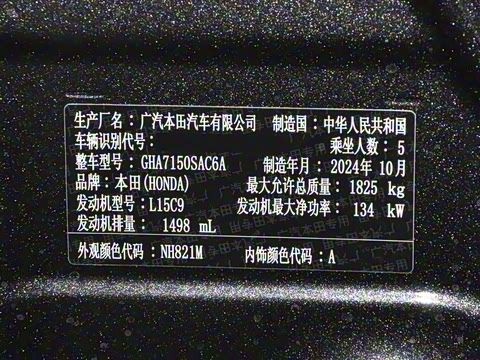 生产厂名：广汽本田汽车有限公司 制造国：中华人民共和国
车辆识别代号： 乘坐人数：5
整车型号：GHA7150SAC6A 制造年月：2024年10月
品牌：本田(HONDA) 最大允许总质量：1825 kg
发动机型号：L15C9 发动机最大净功率：134 kW
发动机排量：1498 mL
外观颜色代码：NH821M 内饰颜色代码：A